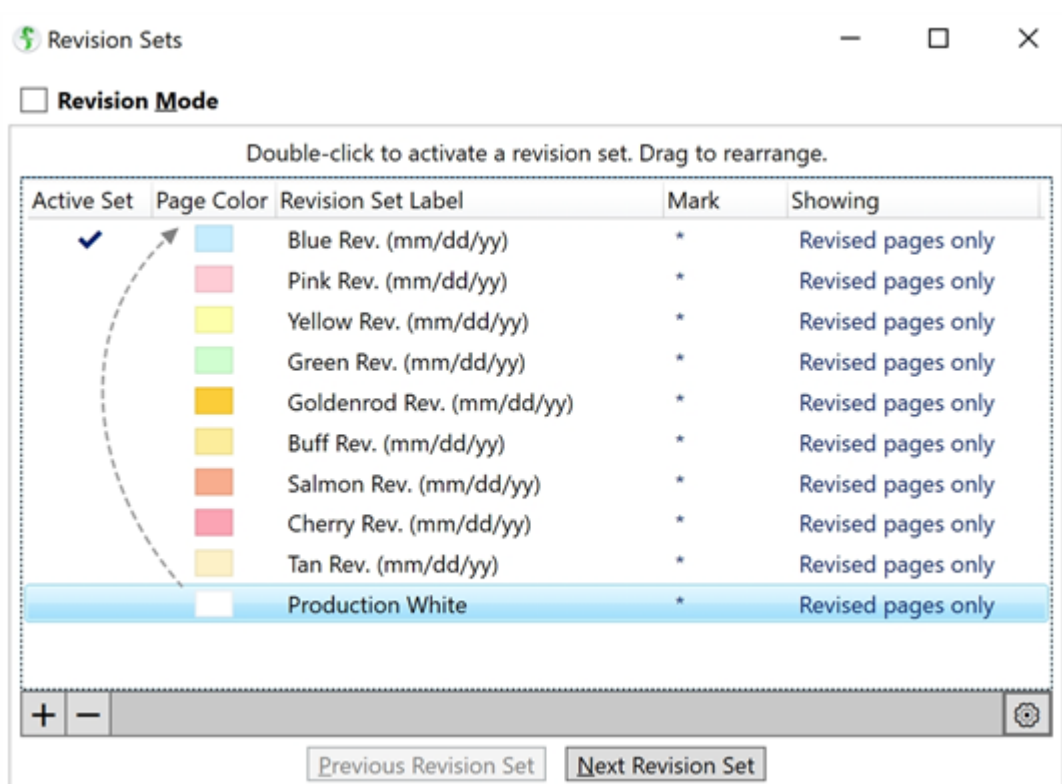 Revision Sets
Revision Mode
Double-click to activate a revision set. Drag to rearrange.
Active Set Page Color Revision Set Label Mark Showing
Blue Rev. (mm/dd/yy) * Revised pages only
Pink Rev. (mm/dd/yy) * Revised pages only
Yellow Rev. (mm/dd/yy) * Revised pages only
Green Rev. (mm/dd/yy) * Revised pages only
Goldenrod Rev. (mm/dd/yy) * Revised pages only
Buff Rev. (mm/dd/yy) * Revised pages only
Salmon Rev. (mm/dd/yy) * Revised pages only
Cherry Rev. (mm/dd/yy) * Revised pages only
Tan Rev. (mm/dd/yy) * Revised pages only
Production White * Revised pages only
Previous Revision Set Next Revision Set